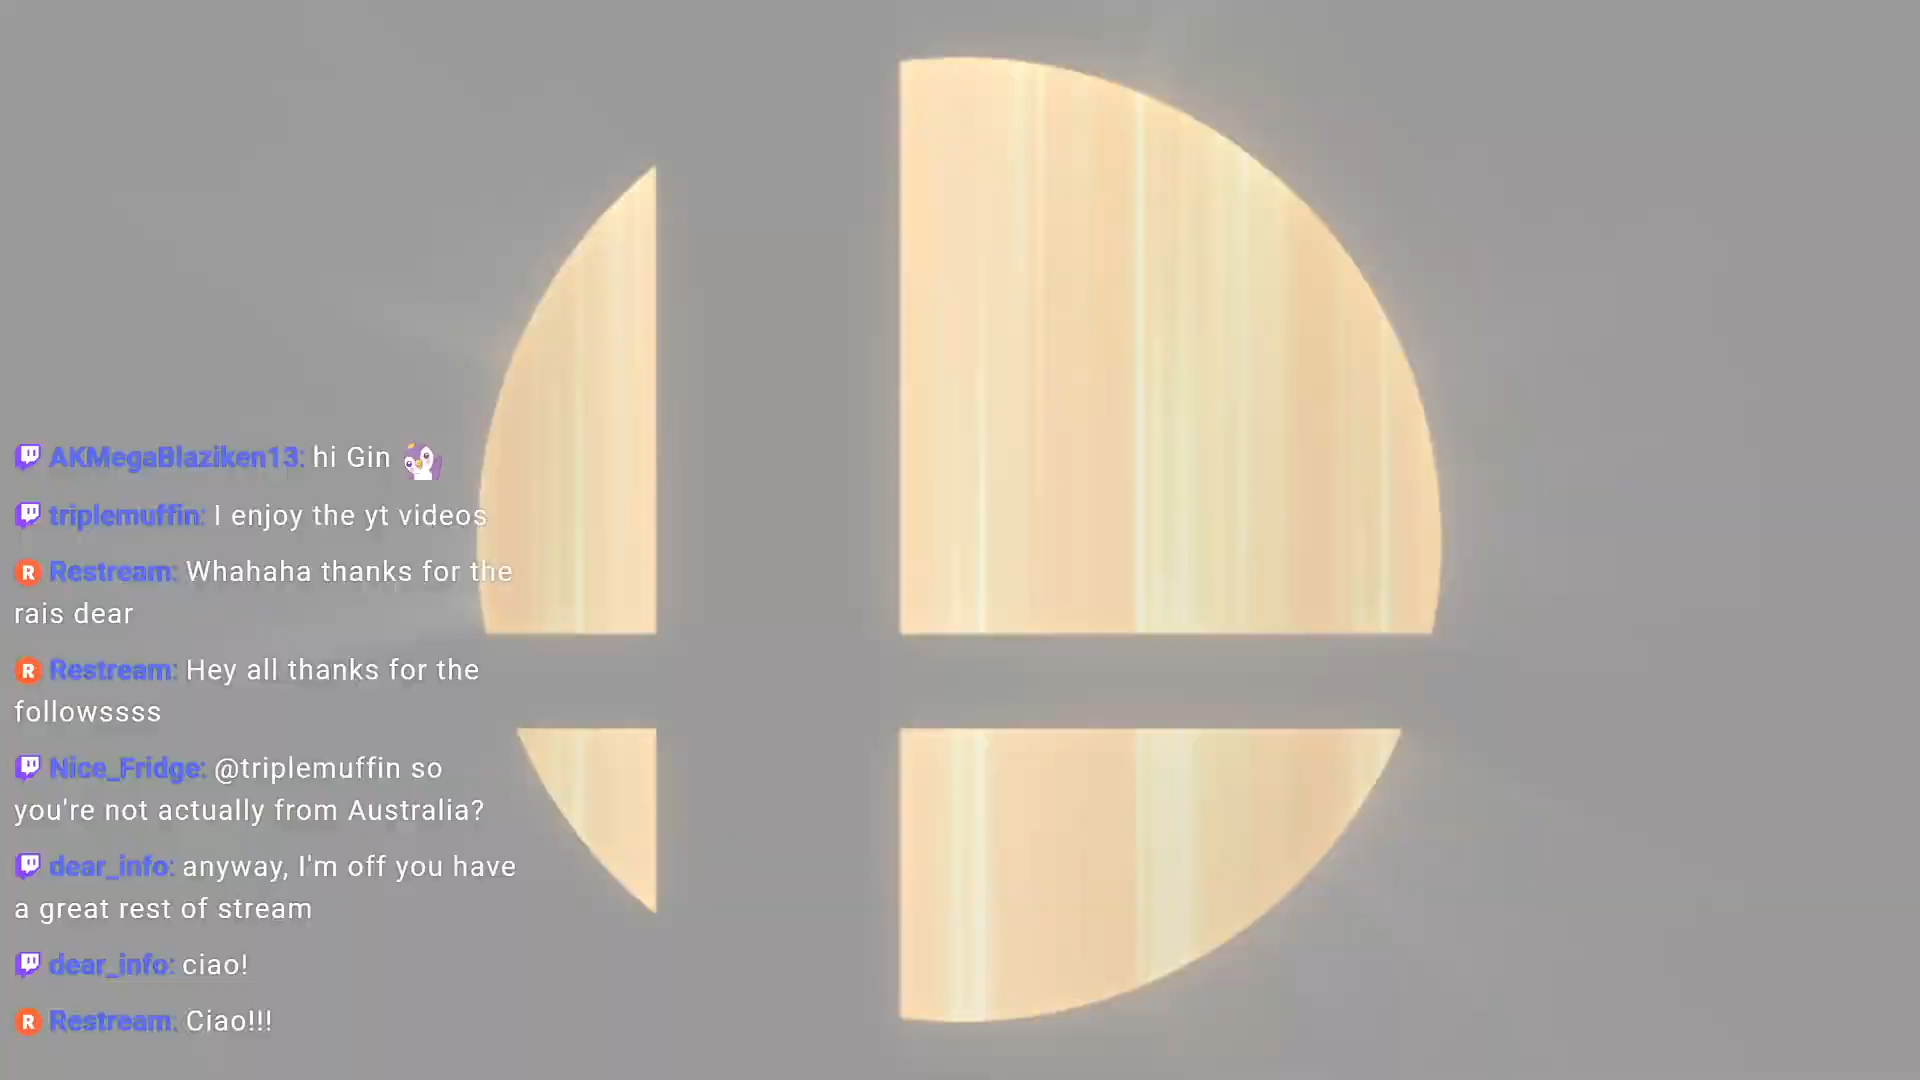 AKMegaBlaziken13: hi Gin
triplemuffin: I enjoy the yt videos
R Restream: Whahaha thanks for the
rais dear
R Restream: Hey all thanks for the
followssss
Nice_Fridge: @triplemuffin so
you're not actually from Australia?
dear_info: anyway, I'm off you have
a great rest of stream
dear_info: ciao!
R Restream: Ciao!!!